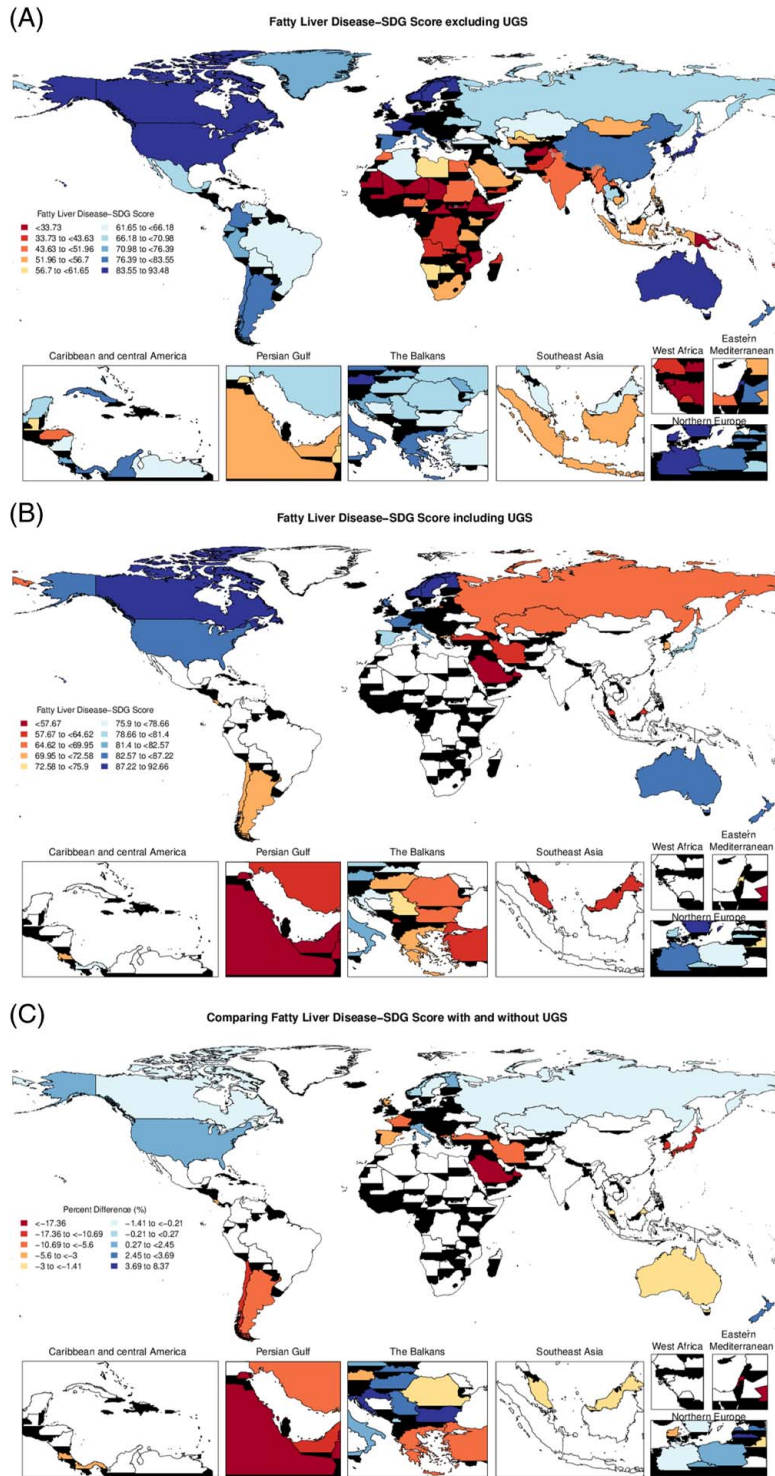 (A)
Fatty Liver Disease−SDG Score excluding UGS
Fatty Liver Disease−SDG Score
<33.73
33.73 to <43.63
43.63 to <51.96
51.96 to <56.7
56.7 to <61.65
61.65 to <66.18
66.18 to <70.98
70.98 to <76.39
76.39 to <83.55
83.55 to 93.48
Caribbean and central America
Persian Gulf
The Balkans
Southeast Asia
West Africa
Eastern
Mediterranean
Northern Europe
(B)
Fatty Liver Disease−SDG Score including UGS
Fatty Liver Disease−SDG Score
<57.67
57.67 to <64.62
64.62 to <69.95
69.95 to <72.58
72.58 to <75.9
75.9 to <78.66
78.66 to <81.4
81.4 to <82.57
82.57 to <87.22
87.22 to 92.66
Caribbean and central America
Persian Gulf
The Balkans
Southeast Asia
West Africa
Eastern
Mediterranean
Northern Europe
(C)
Comparing Fatty Liver Disease−SDG Score with and without UGS
Percent Difference (%)
<−17.36
−17.36 to <−10.69
−10.69 to <−5.6
−5.6 to <−3
−3 to <−1.41
−1.41 to <−0.21
−0.21 to <0.27
0.27 to <2.45
2.45 to <3.69
3.69 to 8.37
Caribbean and central America
Persian Gulf
The Balkans
Southeast Asia
West Africa
Eastern
Mediterranean
Northern Europe